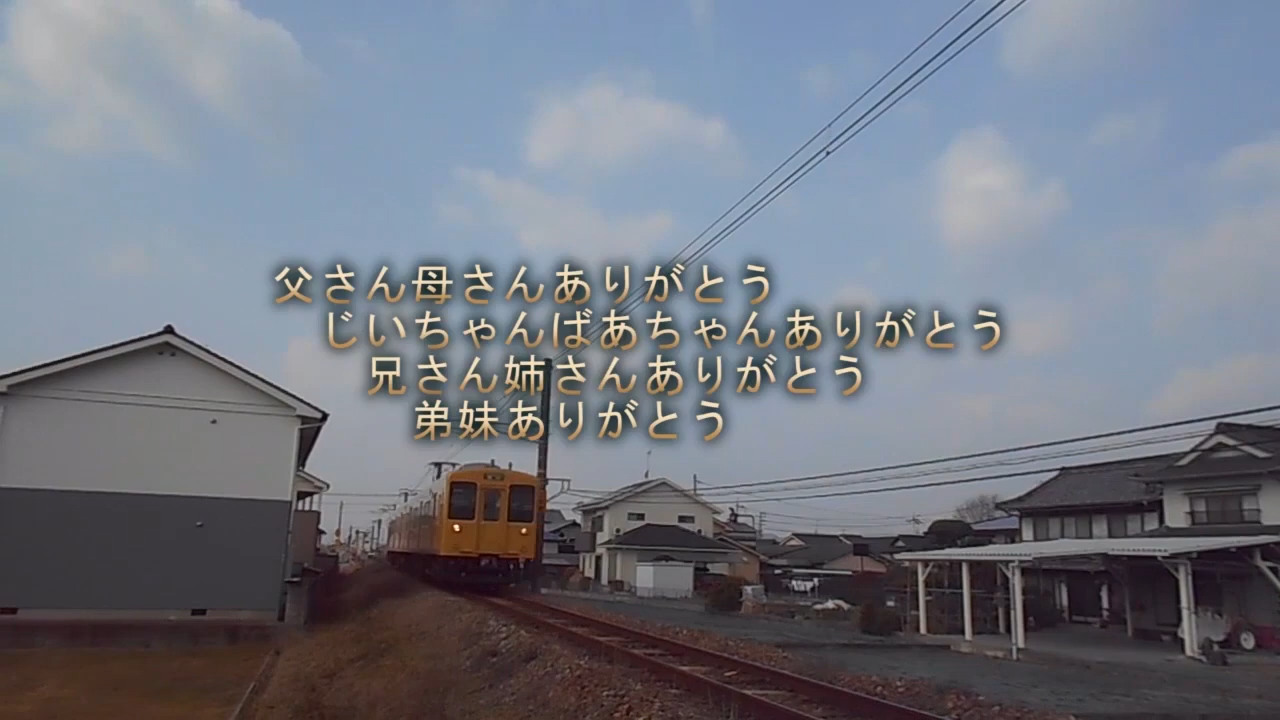 父さん母さんありがとう
じいちゃんばあちゃんありがとう
兄さん姉さんありがとう
弟妹ありがとう